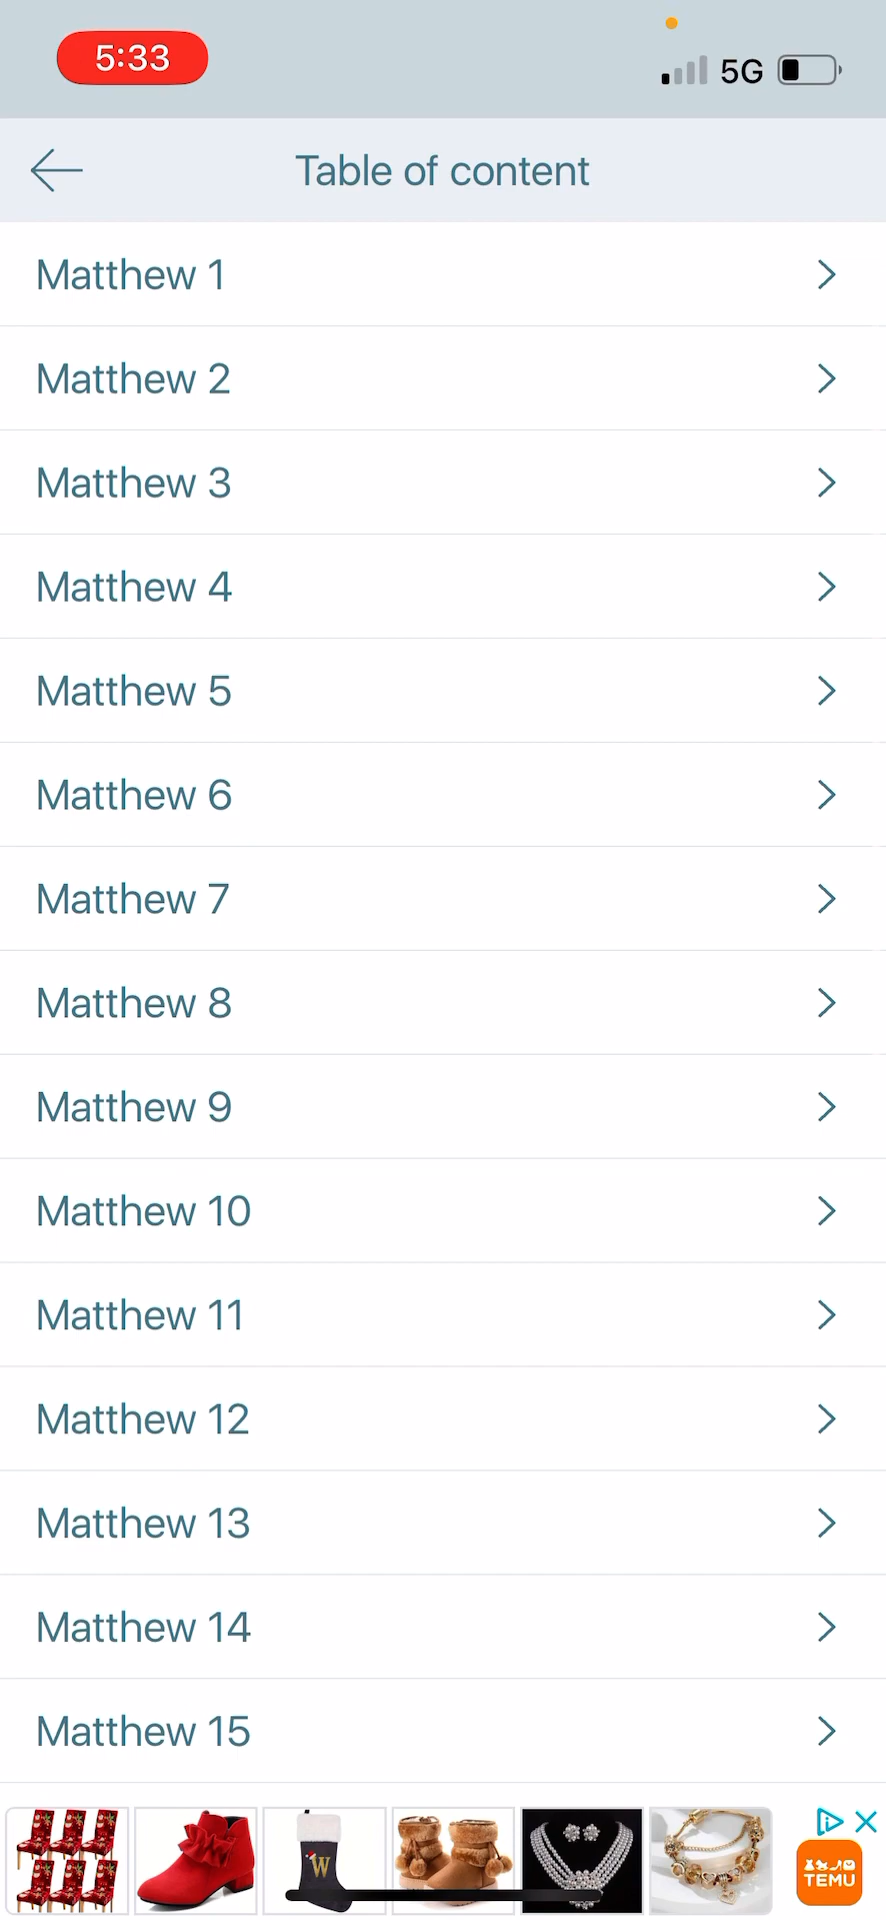 5:33
5G
Table of content
Matthew 1
Matthew 2
Matthew 3
Matthew 4
Matthew 5
Matthew 6
Matthew 7
Matthew 8
Matthew 9
Matthew 10
Matthew 11
Matthew 12
Matthew 13
Matthew 14
Matthew 15
W
TEMU